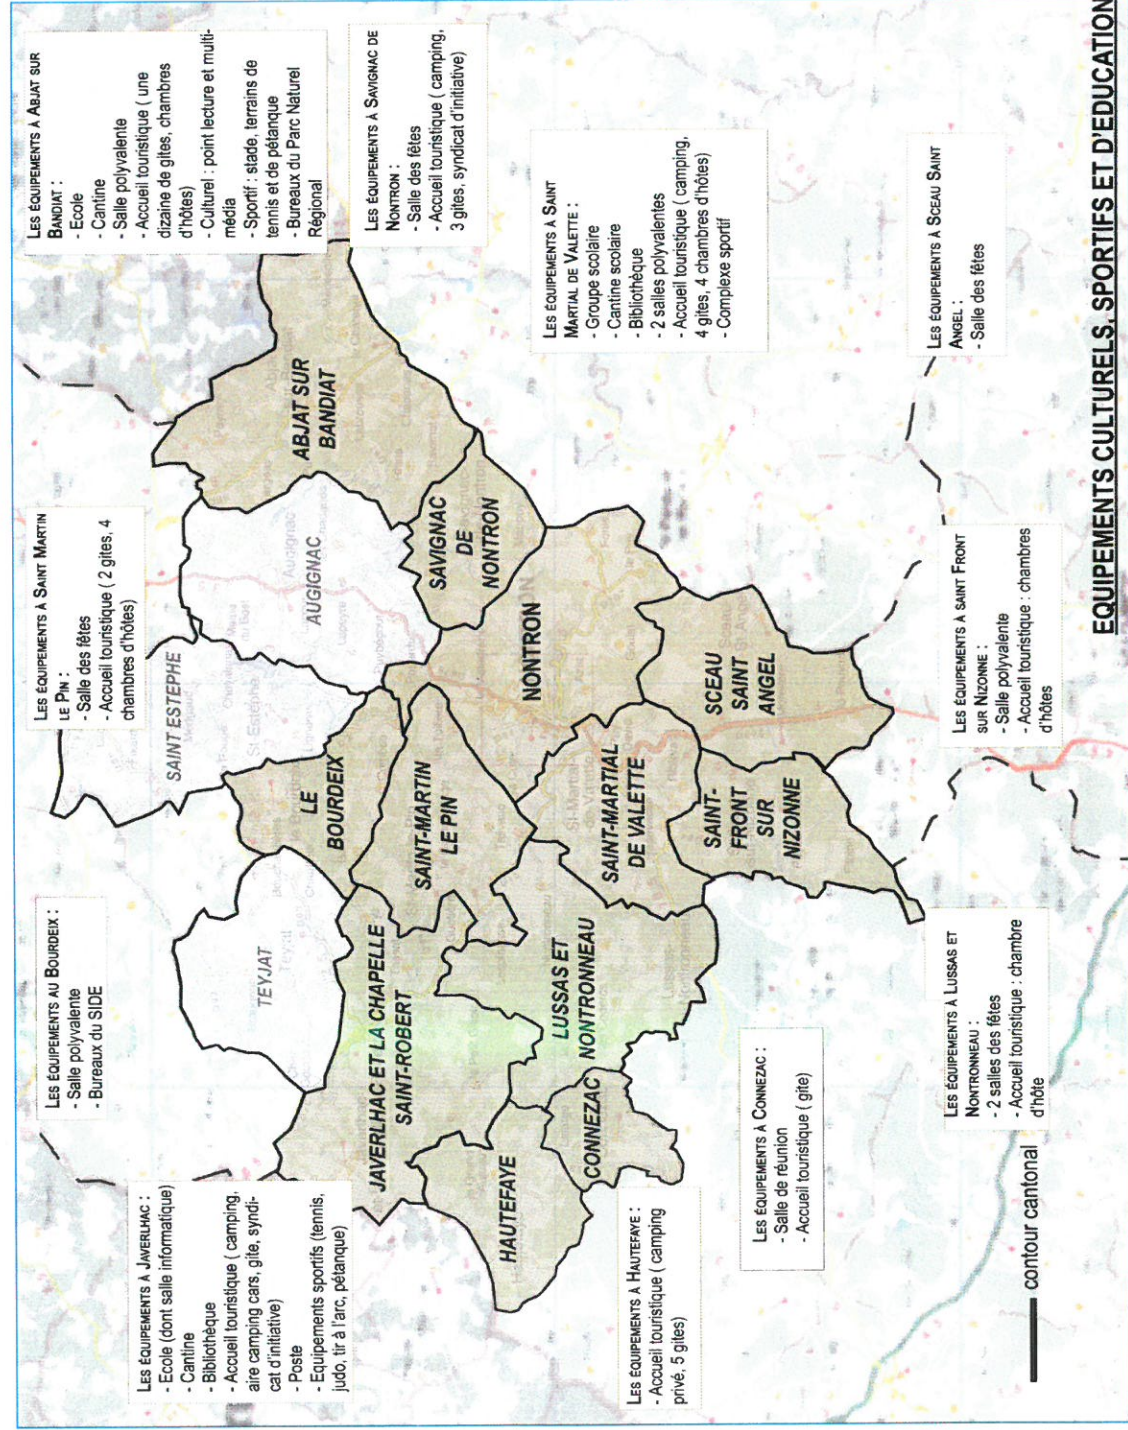 LES ÉQUIPEMENTS À JAVERLHAC :
- Ecole (dont salle informatique)
- Cantine
- Bibliothèque
- Accueil touristique ( camping,
aire camping cars, gîte, syndi-
cat d'initiative)
- Poste
- Equipements sportifs (tennis,
judo, tir à l'arc, pétanque)
LES ÉQUIPEMENTS AU BOURDEIX :
- Salle polyvalente
- Bureaux du SIDE
LES ÉQUIPEMENTS À SAINT MARTIN
LE PIN :
- Salle des fêtes
- Accueil touristique ( 2 gites, 4
chambres d'hôtes)
LES ÉQUIPEMENTS À ABJAT SUR
BANDIAT :
- Ecole
- Cantine
- Salle polyvalente
- Accueil touristique ( une
dizaine de gites, chambres
d'hôtes)
- Culturel : point lecture et multi-
média
- Sportif : stade, terrains de
tennis et de pétanque
- Bureaux du Parc Naturel
Régional
LES ÉQUIPEMENTS À SAVIGNAC DE
NONTRON :
- Salle des fêtes
- Accueil touristique ( camping,
3 gites, syndicat d'initiative)
LES ÉQUIPEMENTS À SAINT
MARTIAL DE VALETTE :
- Groupe scolaire
- Cantine scolaire
- Bibliothèque
- 2 salles polyvalentes
- Accueil touristique ( camping,
4 gites, 4 chambres d'hôtes)
- Complexe sportif
LES ÉQUIPEMENTS À SCEAU SAINT
ANGEL :
- Salle des fêtes
SAINT ESTEPHE
TEYJAT
AUGIGNAC
ABJAT SUR
BANDIAT
LE
BOURDEIX
SAINT-MARTIN
LE PIN
JAVERLHAC ET LA CHAPELLE
SAINT-ROBERT
SAVIGNAC
DE
NONTRON
NONTRON
HAUTEFAYE
CONNEZAC
LUSSAS ET
NONTRONNEAU
SAINT-MARTIAL
DE VALETTE
SCEAU
SAINT
ANGEL
SAINT-
FRONT
SUR
NIZONNE
LES ÉQUIPEMENTS À HAUTEFAYE :
- Accueil touristique ( camping
privé, 5 gites)
LES ÉQUIPEMENTS À CONNEZAC :
- Salle de réunion
- Accueil touristique ( gite)
LES ÉQUIPEMENTS À LUSSAS ET
NONTRONNEAU :
- 2 salles des fêtes
- Accueil touristique : chambre
d'hôte
LES ÉQUIPEMENTS À SAINT FRONT
SUR NIZONNE :
- Salle polyvalente
- Accueil touristique : chambres
d'hôtes
contour cantonal
EQUIPEMENTS CULTURELS, SPORTIFS ET D'EDUCATION